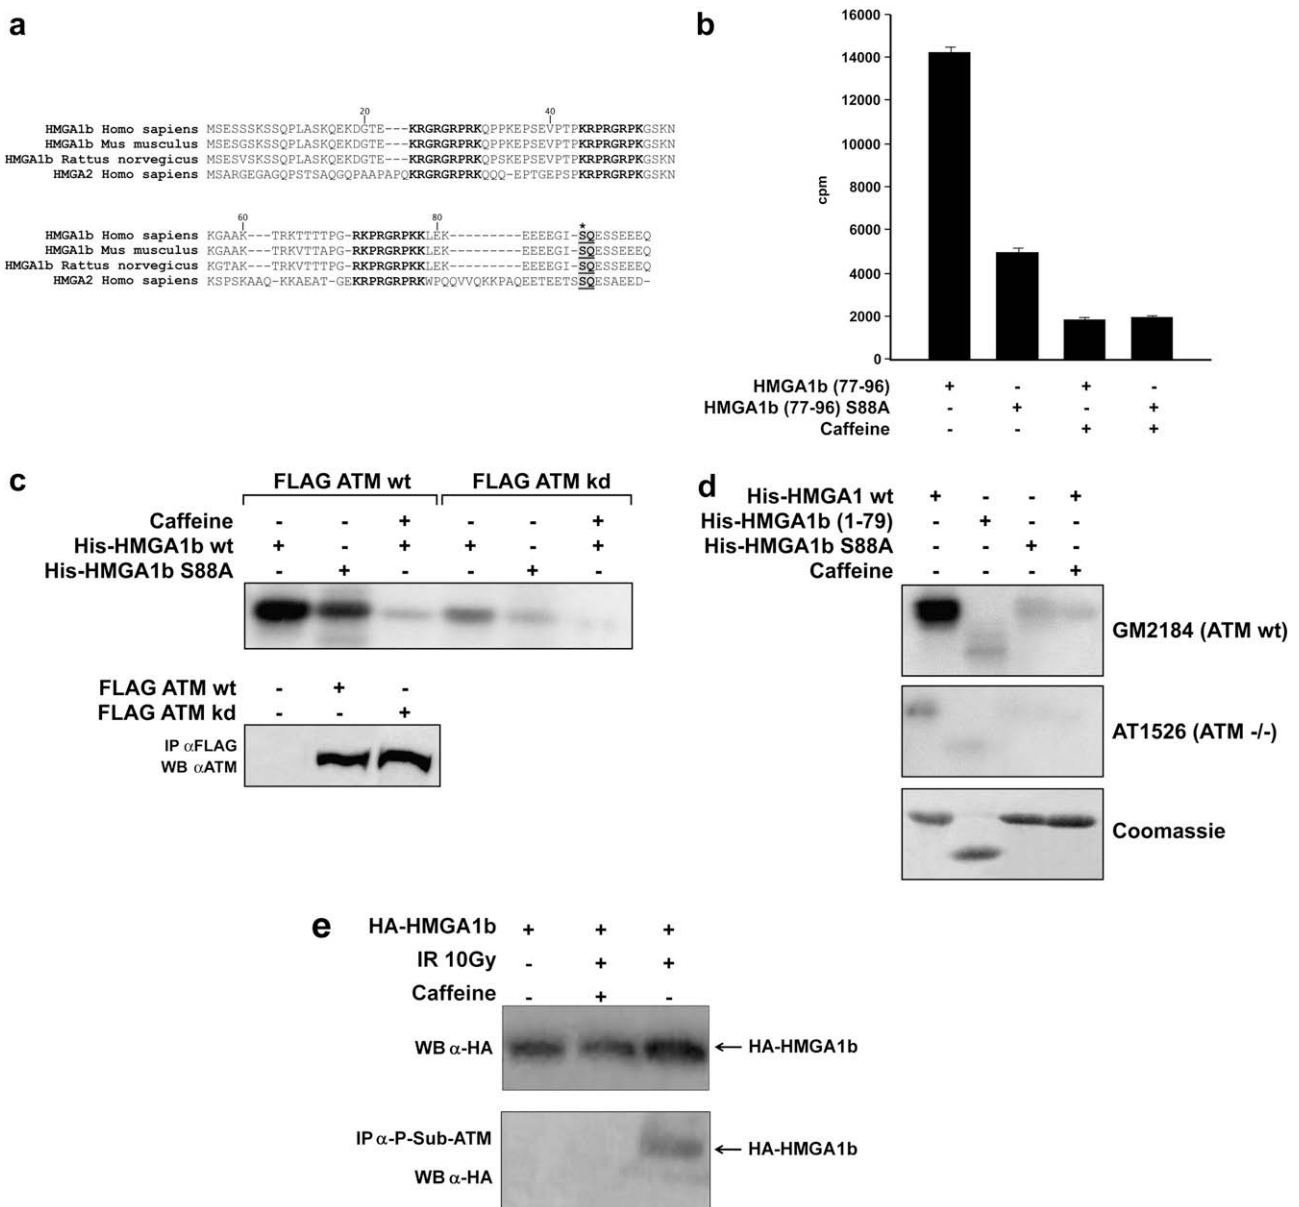 a
20 40
HMGA1b Homo sapiens MSESSSKSSQPLASKQEKDGTE---KRGRGRPRKQPPKEPSEVPTPKRPRGRPKGSKN
HMGA1b Mus musculus MSESGSKSSQPLASKQEKDGTE---KRGRGRPRKQPPKEPSEVPTPKRPRGRPKGSKN
HMGA1b Rattus norvegicus MSESVSKSSQPLASKQEKDGTE---KRGRGRPRKQPSKEPSEVPTPKRPRGRPKGSKN
HMGA2 Homo sapiens MSARGEGAGQPSTSAQGQPAAPAPQKRGRGRPRKQQQ-EPTGEPSPKRPRGRPKGSKN
60 80 *
HMGA1b Homo sapiens KGAAK---TRKTTTTPG-RKPRGRPKKLEK--------EEEEGI-SQESSEEEQ
HMGA1b Mus musculus KGAAK---TRKVTTAPG-RKPRGRPKKLEK--------EEEEGI-SQESSEEEQ
HMGA1b Rattus norvegicus KGTAK---TRKVTTTPG-RKPRGRPKKLEK--------EEEEGI-SQESSEEEQ
HMGA2 Homo sapiens KSPSKAAQ-KKAEAT-GEKRPRGRPRKWPQQVVQKKPAQEETEETSSQESAEED-
b
16000
14000
12000
10000
8000
6000
4000
2000
0
cpm
HMGA1b (77-96) + - + -
HMGA1b (77-96) S88A - + - +
Caffeine - - + +
c
FLAG ATM wt FLAG ATM kd
Caffeine - - + - - +
His-HMGA1b wt + - + + - +
His-HMGA1b S88A - + - - + -
FLAG ATM wt - + -
FLAG ATM kd - - +
IP αFLAG
WB αATM
d
His-HMGA1 wt + - - +
His-HMGA1b (1-79) - + - -
His-HMGA1b S88A - - + -
Caffeine - - - +
GM2184 (ATM wt)
AT1526 (ATM -/-)
Coomassie
e
HA-HMGA1b + + +
IR 10Gy - + +
Caffeine - + -
WB α-HA ← HA-HMGA1b
IP α-P-Sub-ATM
← HA-HMGA1b
WB α-HA